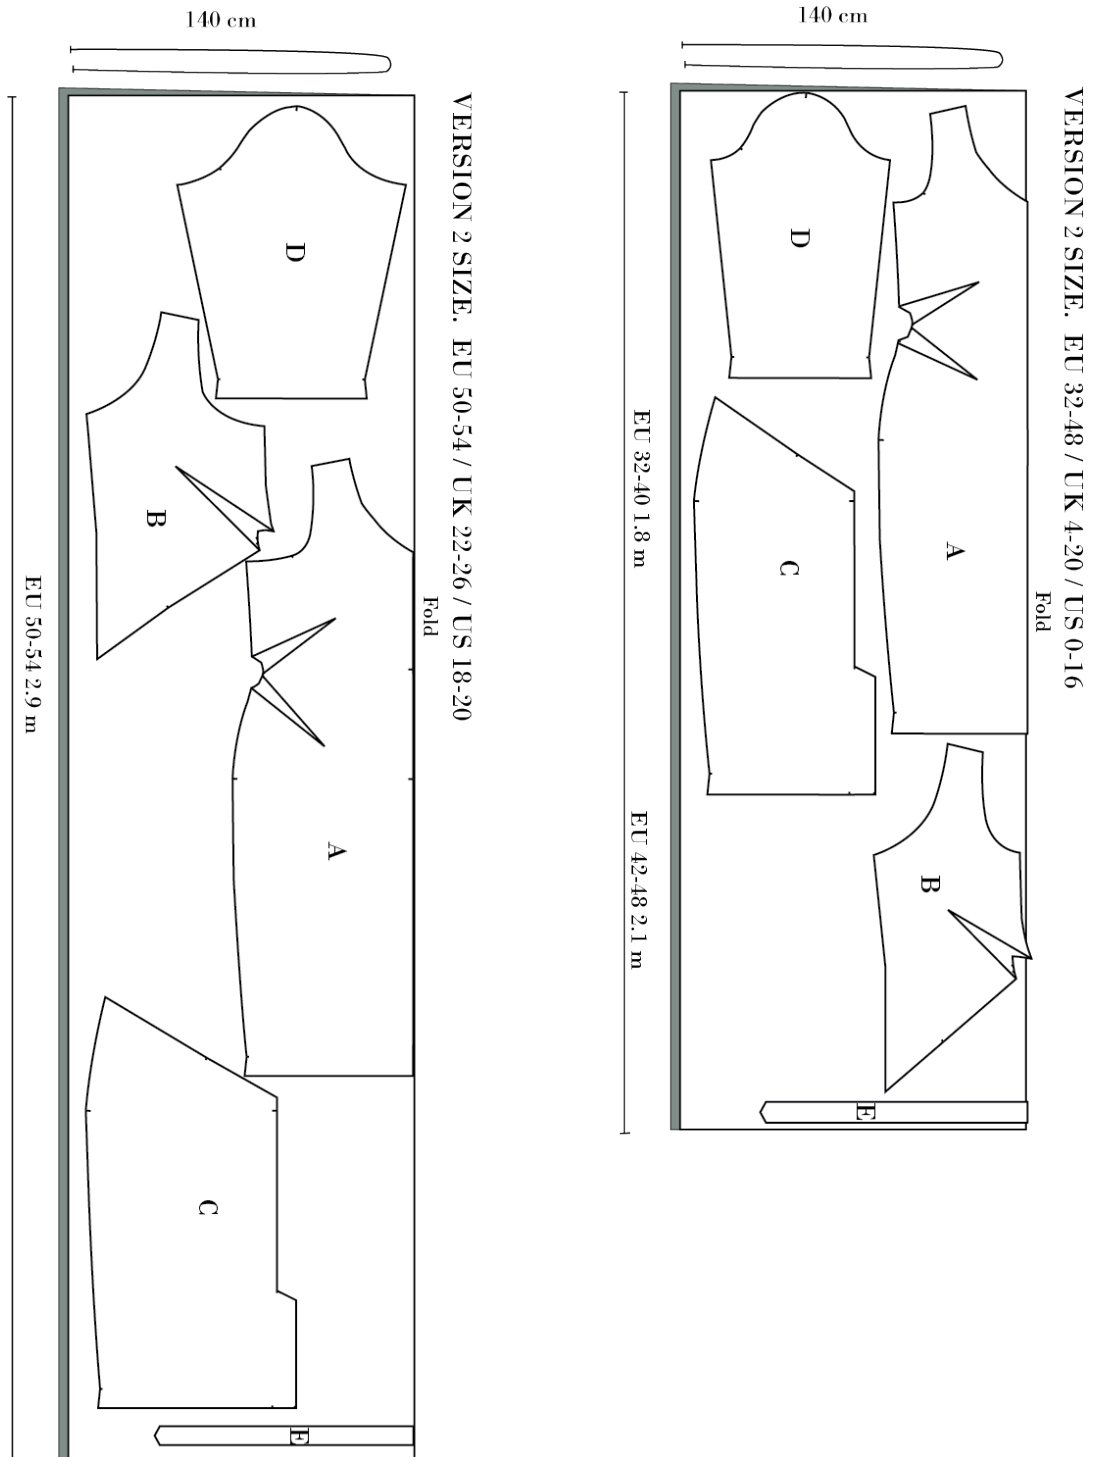 140 cm
VERSION 2 SIZE. EU 50-54 / UK 22-26 / US 18-20
Fold
D
B
A
C
E
EU 50-54 2.9 m
140 cm
VERSION 2 SIZE. EU 32-48 / UK 4-20 / US 0-16
Fold
D
A
C
B
E
EU 32-40 1.8 m
EU 42-48 2.1 m